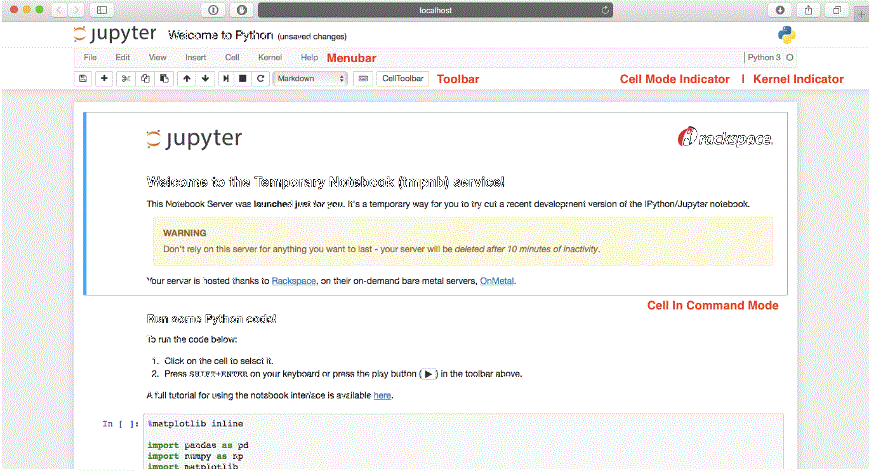 localhost
jupyter Welcome to Python (unsaved changes)
File Edit View Insert Cell Kernel Help Menubar Python 3
Markdown CellToolbar Toolbar Cell Mode Indicator | Kernel Indicator
jupyter rackspace.
Welcome to the Temporary Notebook (tmpnb) service!
This Notebook Server was launched just for you. It's a temporary way for you to try out a recent development version of the IPython/Jupyter notebook.
WARNING
Don't rely on this server for anything you want to last - your server will be deleted after 10 minutes of inactivity.
Your server is hosted thanks to Rackspace, on their on-demand bare metal servers, OnMetal.
Cell In Command Mode
Run some Python code!
To run the code below:
1. Click on the cell to select it.
2. Press SHIFT+ENTER on your keyboard or press the play button (▶) in the toolbar above.
A full tutorial for using the notebook interface is available here.
In [ ]: %matplotlib inline
import pandas as pd
import numpy as np
import matplotlib